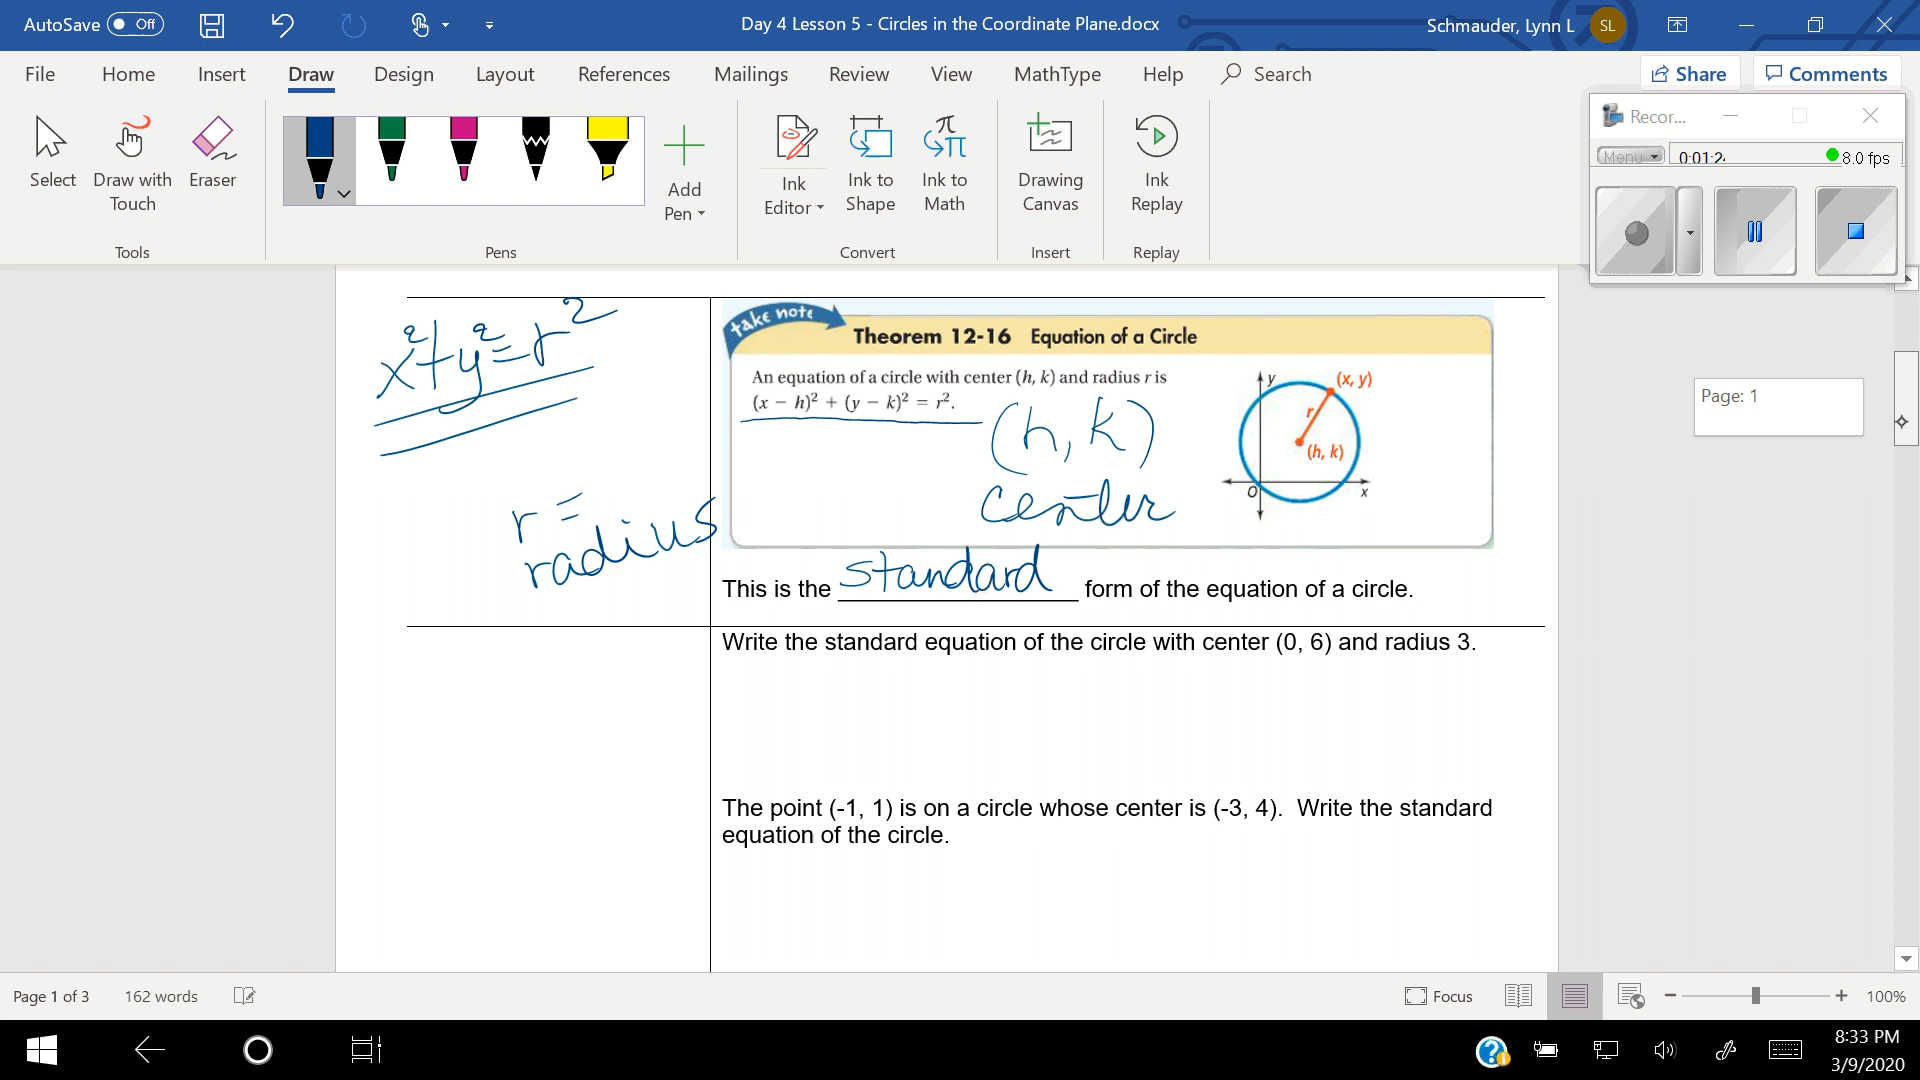 AutoSave Off
Day 4 Lesson 5 - Circles in the Coordinate Plane.docx
Schmauder, Lynn L SL
File Home Insert Draw Design Layout References Mailings Review View MathType Help Search
Share Comments
Select
Draw with Touch
Eraser
Add Pen
Ink Editor
Ink to Shape
Ink to Math
Drawing Canvas
Ink Replay
Tools Pens Convert Insert Replay
Recor...
Menu 8.0 fps
x² + y² = r²
take note
Theorem 12-16 Equation of a Circle
An equation of a circle with center (h, k) and radius r is
(x − h)² + (y − k)² = r².
(h, k)
center
y
(x, y)
r
(h, k)
O
x
r =
radius
This is the standard form of the equation of a circle.
Write the standard equation of the circle with center (0, 6) and radius 3.
The point (-1, 1) is on a circle whose center is (-3, 4). Write the standard
equation of the circle.
Page: 1
Page 1 of 3 162 words
Focus
100%
8:33 PM
3/9/2020